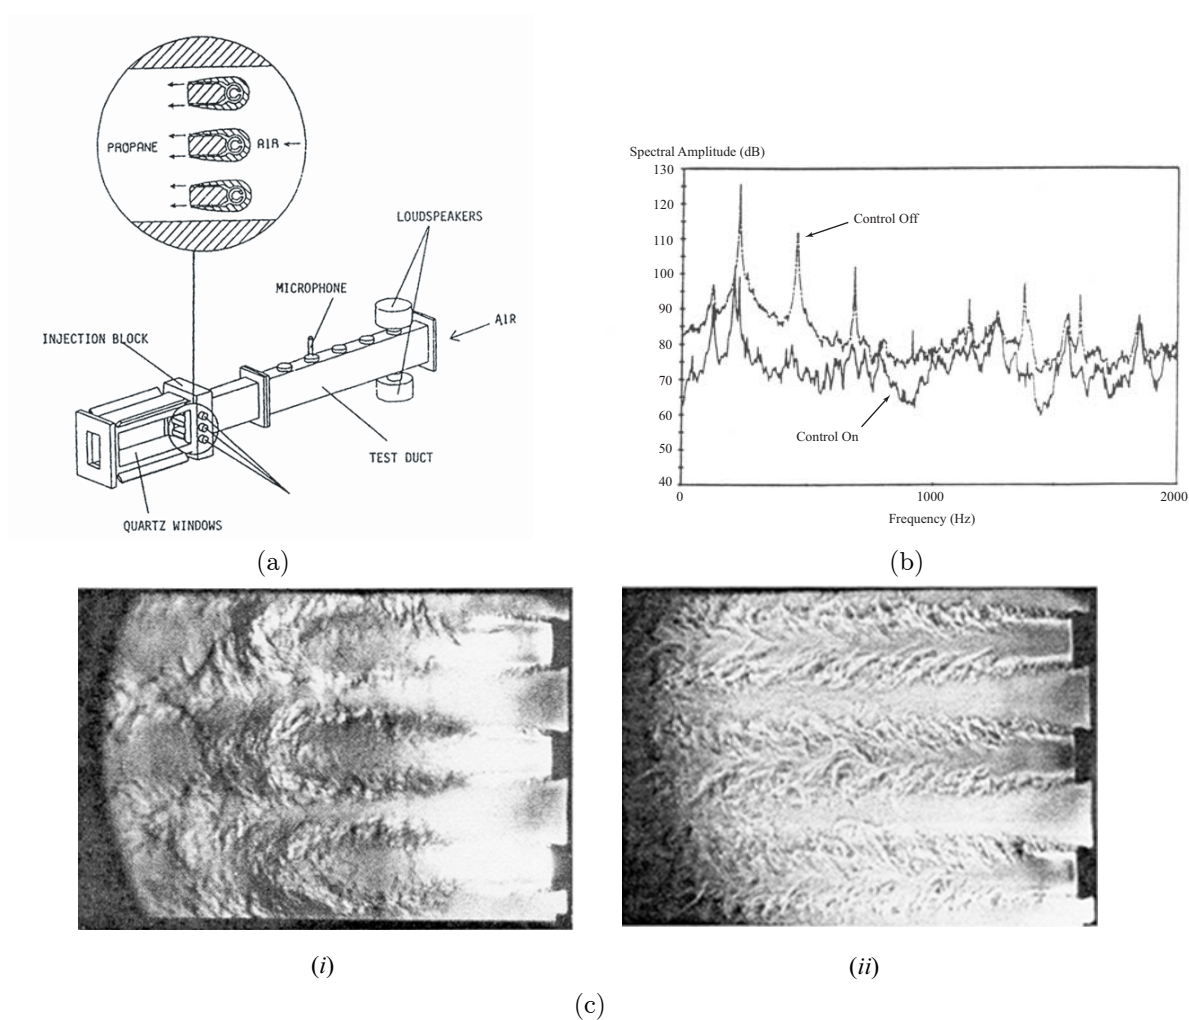 PROPANE
AIR
LOUDSPEAKERS
MICROPHONE
AIR
INJECTION BLOCK
TEST DUCT
QUARTZ WINDOWS
(a)
Spectral Amplitude (dB)
130
120
110
100
90
80
70
60
50
40
Control Off
Control On
0
1000
2000
Frequency (Hz)
(b)
(i)
(ii)
(c)